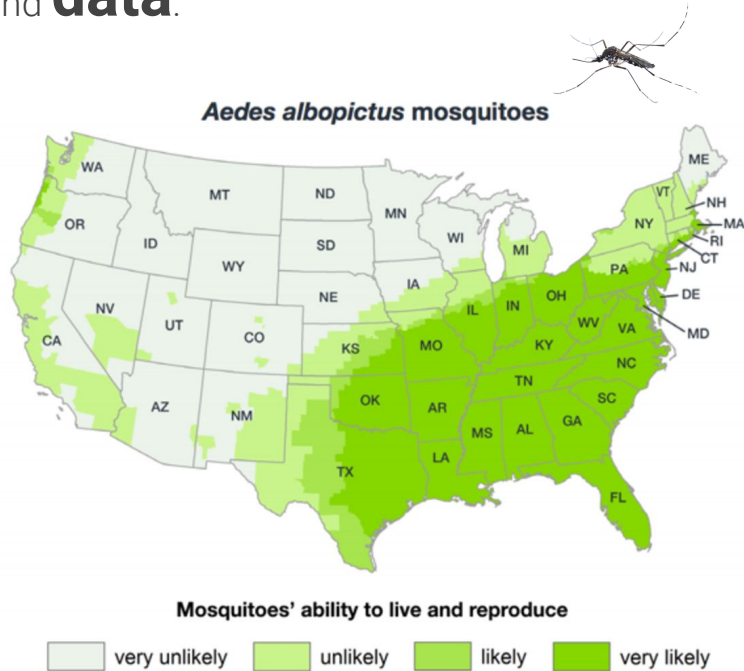 nd data.
Aedes albopictus mosquitoes
WA
MT
ND
MN
ME
VT
NH
MA
RI
CT
NJ
DE
MD
OR
ID
WY
SD
WI
MI
NY
PA
NV
UT
CO
NE
IA
IL
IN
OH
WV
VA
CA
KS
MO
KY
NC
AZ
NM
OK
AR
TN
SC
TX
LA
MS
AL
GA
FL
Mosquitoes' ability to live and reproduce
very unlikely unlikely likely very likely